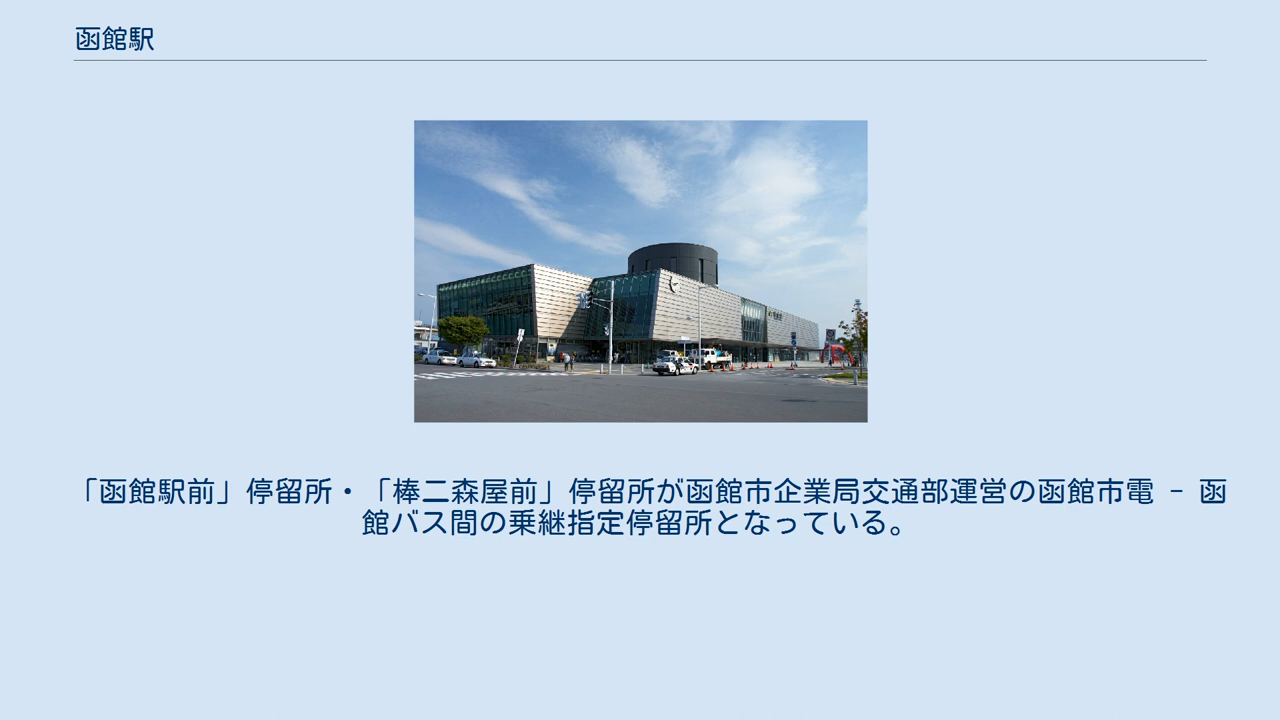 函館駅
「函館駅前」停留所・「棒二森屋前」停留所が函館市企業局交通部運営の函館市電 － 函
館バス間の乗継指定停留所となっている。